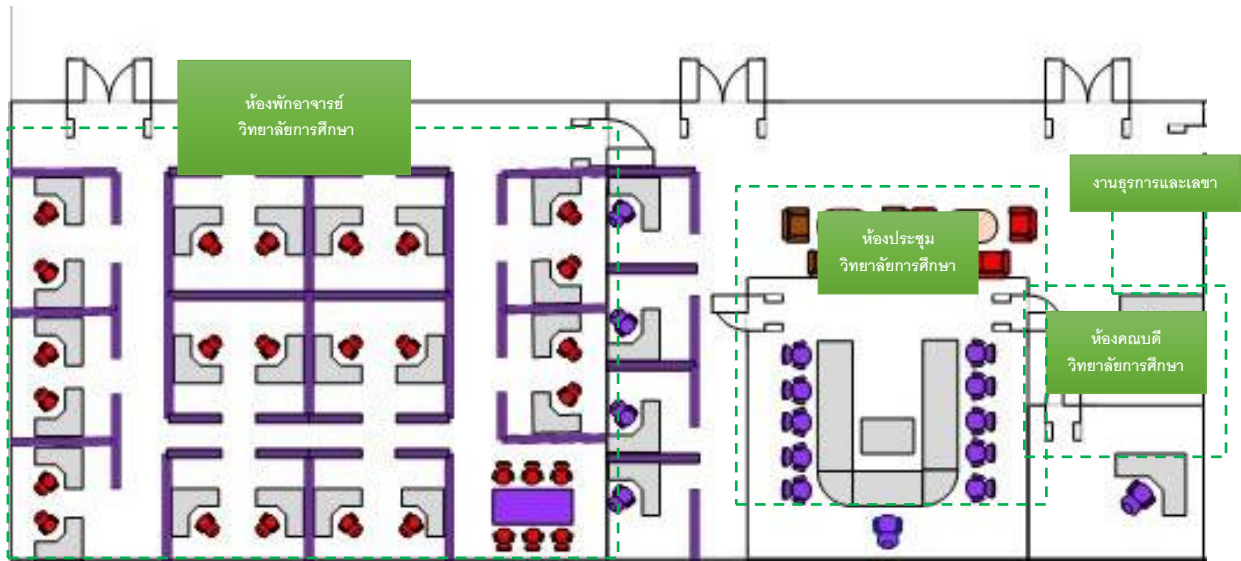 ห้องพักอาจารย์
วิทยาลัยการศึกษา
งานธุรการและเลขา
ห้องประชุม
วิทยาลัยการศึกษา
ห้องคณบดี
วิทยาลัยการศึกษา